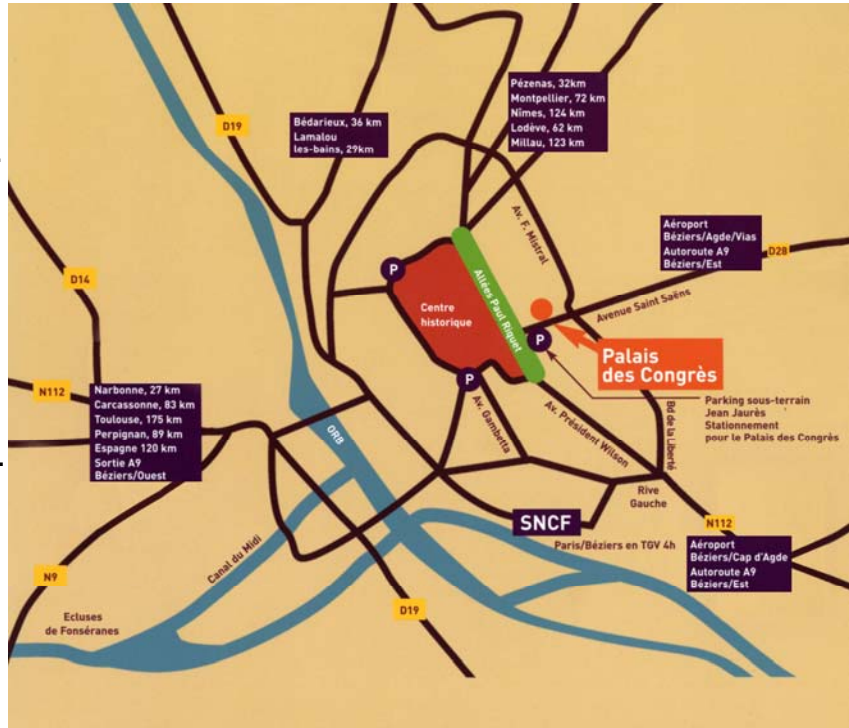 D19
Bédarieux, 36 km
Lamalou
les-bains, 29km
Pézenas, 32km
Montpellier, 72 km
Nîmes, 124 km
Lodève, 62 km
Millau, 123 km
Av. F. Mistral
Aéroport
Béziers/Agde/Vias
Autoroute A9
Béziers/Est
D28
D14
P
Centre
historique
Allées Paul Riquet
Avenue Saint Saëns
P
Palais
des Congrès
N112
Narbonne, 27 km
Carcassonne, 83 km
Toulouse, 175 km
Perpignan, 89 km
Espagne 120 km
Sortie A9
Béziers/Ouest
P
Parking sous-terrain
Jean Jaurès
Stationnement
pour le Palais des Congrès
ORB
Av. Gambetta
Av. Président Wilson
Bd de la Liberté
Rive
Gauche
SNCF
N112
Paris/Béziers en TGV 4h
Aéroport
Béziers/Cap d'Agde
Autoroute A9
Béziers/Est
Canal du Midi
N9
D19
Ecluses
de Fonséranes